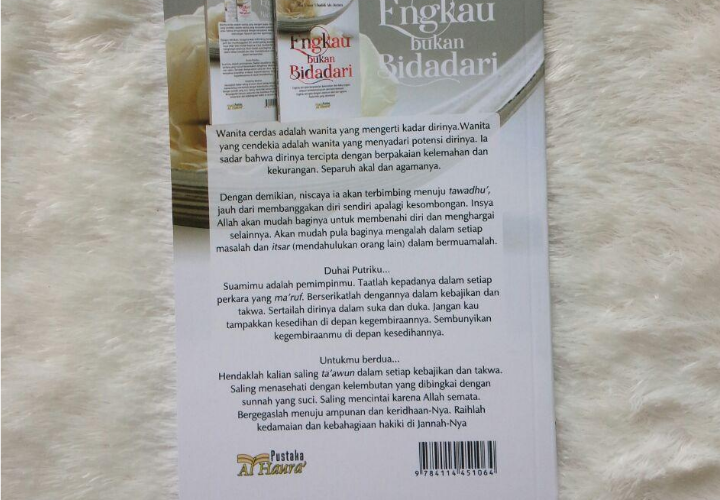 Engkau
bukan
Bidadari
Engkau
bukan
Bidadari
Wanita cerdas adalah wanita yang mengerti kadar dirinya.Wanita
yang cendekia adalah wanita yang menyadari potensi dirinya. Ia
sadar bahwa dirinya tercipta dengan berpakaian kelemahan dan
kekurangan. Separuh akal dan agamanya.
Dengan demikian, niscaya ia akan terbimbing menuju tawadhu',
jauh dari membanggakan diri sendiri apalagi kesombongan. Insya
Allah akan mudah baginya untuk membenahi diri dan menghargai
selainnya. Akan mudah pula baginya mengalah dalam setiap
masalah dan itsar (mendahulukan orang lain) dalam bermuamalah.
Duhai Putriku...
Suamimu adalah pemimpinmu. Taatlah kepadanya dalam setiap
perkara yang ma'ruf. Berserikatlah dengannya dalam kebajikan dan
takwa. Sertailah dirinya dalam suka dan duka. Jangan kau
tampakkan kesedihan di depan kegembiraannya. Sembunyikan
kegembiraanmu di depan kesedihannya.
Untukmu berdua...
Hendaklah kalian saling ta'awun dalam setiap kebajikan dan takwa.
Saling menasehati dengan kelembutan yang dibingkai dengan
sunnah yang suci. Saling mencintai karena Allah semata.
Bergegaslah menuju ampunan dan keridhaan-Nya. Raihlah
kedamaian dan kebahagiaan hakiki di Jannah-Nya
Pustaka
Al Haura'
9 784114 451064